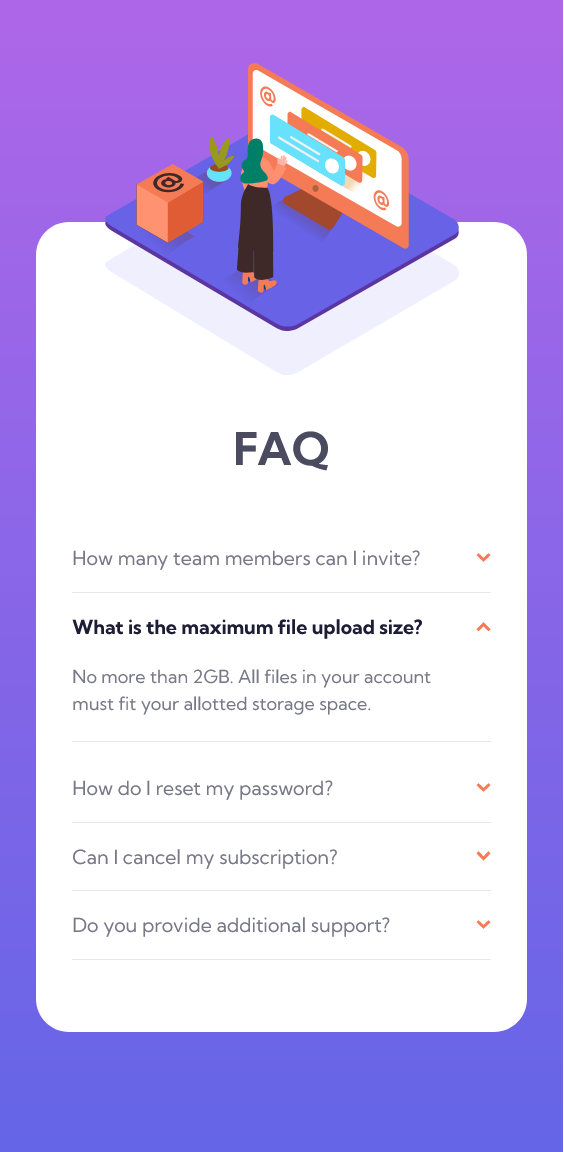 @
@
@
FAQ
How many team members can I invite?
What is the maximum file upload size?
No more than 2GB. All files in your account
must fit your allotted storage space.
How do I reset my password?
Can I cancel my subscription?
Do you provide additional support?